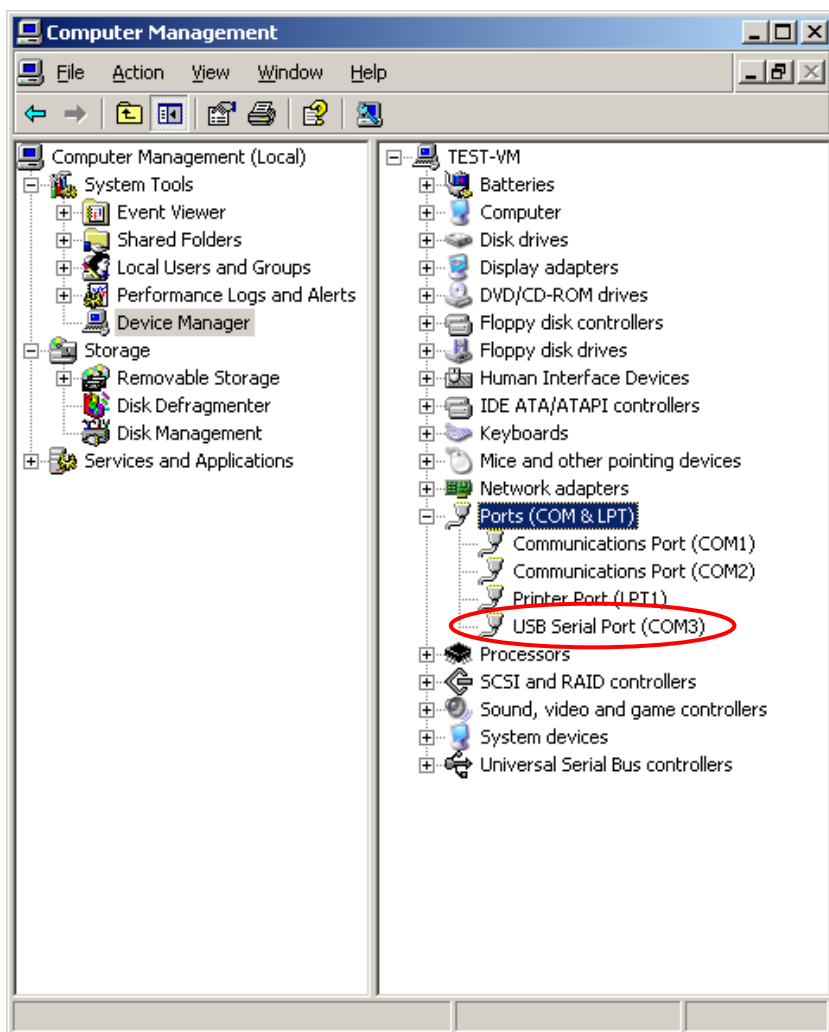 Computer Management
File Action View Window Help
Computer Management (Local)
System Tools
Event Viewer
Shared Folders
Local Users and Groups
Performance Logs and Alerts
Device Manager
Storage
Removable Storage
Disk Defragmenter
Disk Management
Services and Applications
TEST-VM
Batteries
Computer
Disk drives
Display adapters
DVD/CD-ROM drives
Floppy disk controllers
Floppy disk drives
Human Interface Devices
IDE ATA/ATAPI controllers
Keyboards
Mice and other pointing devices
Network adapters
Ports (COM & LPT)
Communications Port (COM1)
Communications Port (COM2)
Printer Port (LPT1)
USB Serial Port (COM3)
Processors
SCSI and RAID controllers
Sound, video and game controllers
System devices
Universal Serial Bus controllers